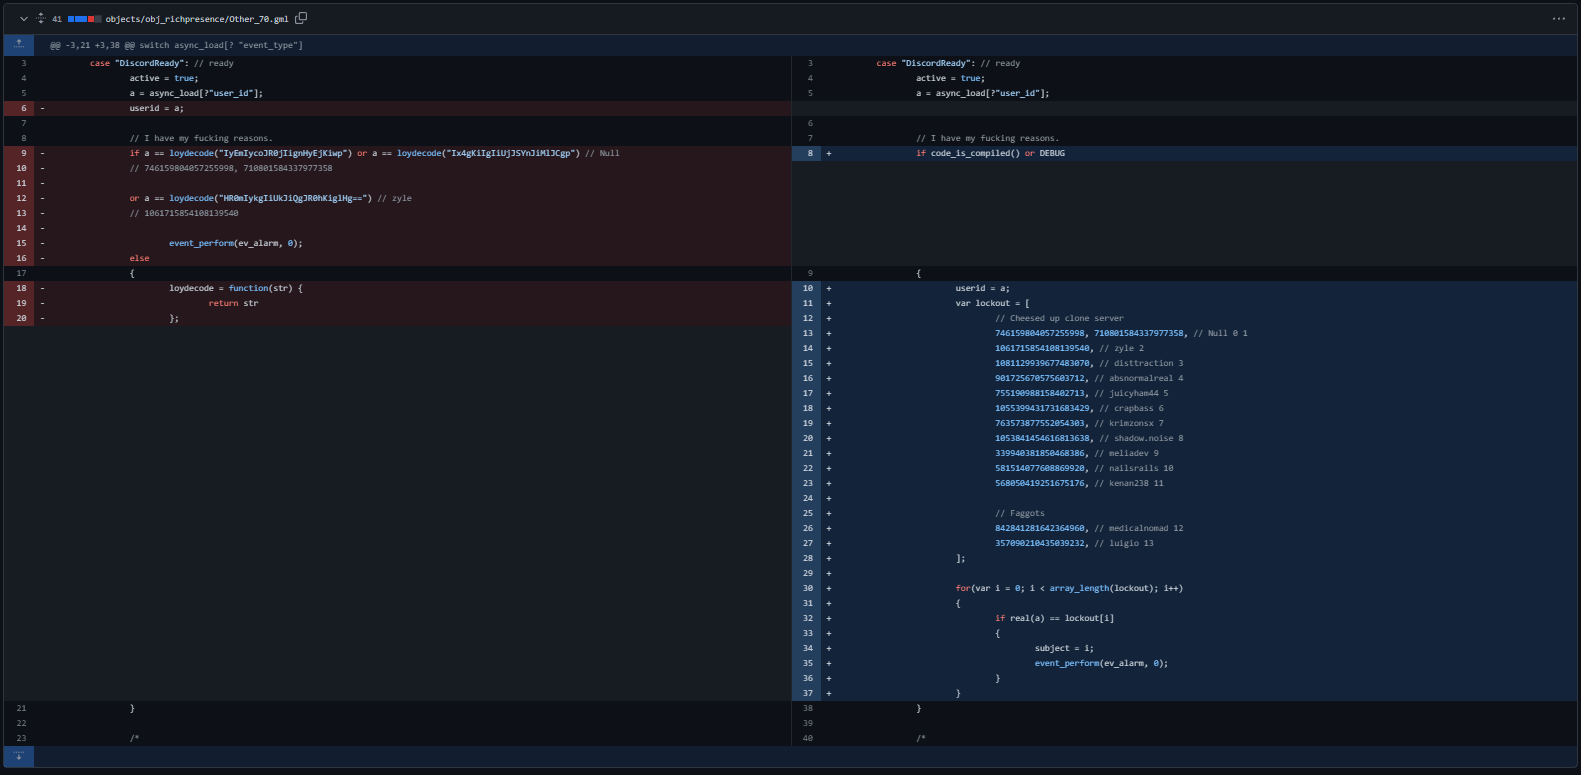 41 objects/obj_richpresence/Other_70.gml
@@ -3,21 +3,38 @@ switch async_load[? "event_type"]
3 case "DiscordReady": // ready
4 active = true;
5 a = async_load[?"user_id"];
6 - userid = a;
7
8 // I have my fucking reasons.
9 - if a == loydecode("IyEmIycoJR0jIignHyEjKiwp") or a == loydecode("Ix4gKiIgIiUjJSYnJiMlJCgp") // Null
10 - // 746159804057255998, 710801584337977358
11 -
12 - or a == loydecode("HR0mIykgIiUkJiQgJR0hKiglHg==") // zyle
13 - // 1061715854108139540
14 -
15 - event_perform(ev_alarm, 0);
16 - else
17 {
18 - loydecode = function(str) {
19 - return str
20 - };
21 }
22
23 /*
3 case "DiscordReady": // ready
4 active = true;
5 a = async_load[?"user_id"];
6
7 // I have my fucking reasons.
8 + if code_is_compiled() or DEBUG
9 {
10 + userid = a;
11 + var lockout = [
12 + // Cheesed up clone server
13 + 746159804057255998, 710801584337977358, // Null 0 1
14 + 1061715854108139540, // zyle 2
15 + 1081129939677483070, // disttraction 3
16 + 901725670575603712, // absnormalreal 4
17 + 755190988158402713, // juicyham44 5
18 + 1055399431731683429, // crapbass 6
19 + 763573877552054303, // krimzonsx 7
20 + 1053841454616813638, // shadow.noise 8
21 + 339940381850468386, // meliadev 9
22 + 581514077608869920, // nailsrails 10
23 + 568050419251675176, // kenan238 11
24 +
25 + // Faggots
26 + 842841281642364960, // medicalnomad 12
27 + 357090210435039232, // luigio 13
28 + ];
29 +
30 + for(var i = 0; i < array_length(lockout); i++)
31 + {
32 + if real(a) == lockout[i]
33 + {
34 + subject = i;
35 + event_perform(ev_alarm, 0);
36 + }
37 + }
38 }
39
40 /*